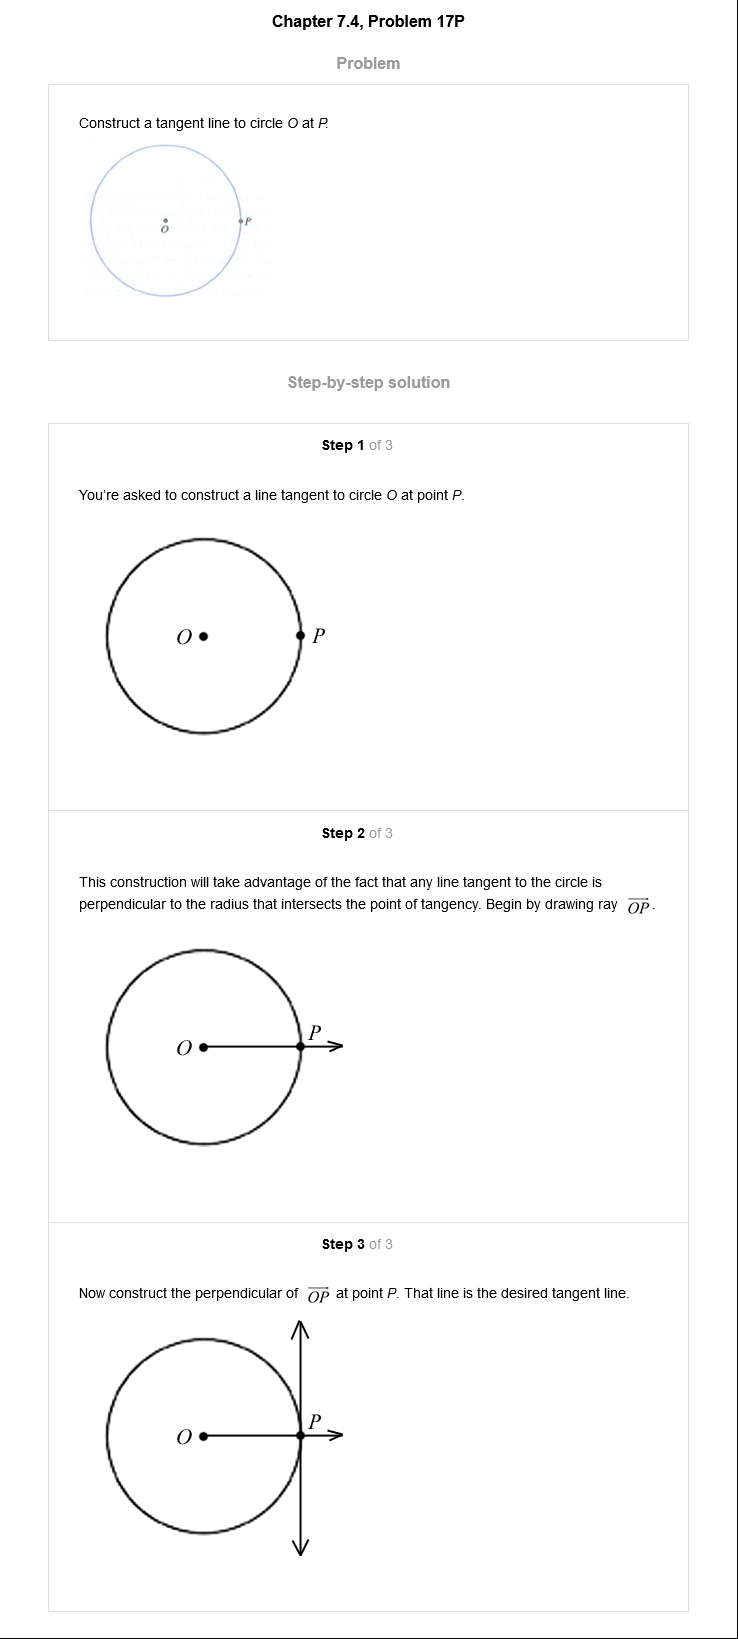 Chapter 7.4, Problem 17P
Problem
Construct a tangent line to circle O at P.
O
P
Step-by-step solution
Step 1 of 3
You're asked to construct a line tangent to circle O at point P.
O
P
Step 2 of 3
This construction will take advantage of the fact that any line tangent to the circle is
perpendicular to the radius that intersects the point of tangency. Begin by drawing ray OP.
P
O
Step 3 of 3
Now construct the perpendicular of OP at point P. That line is the desired tangent line.
P
O